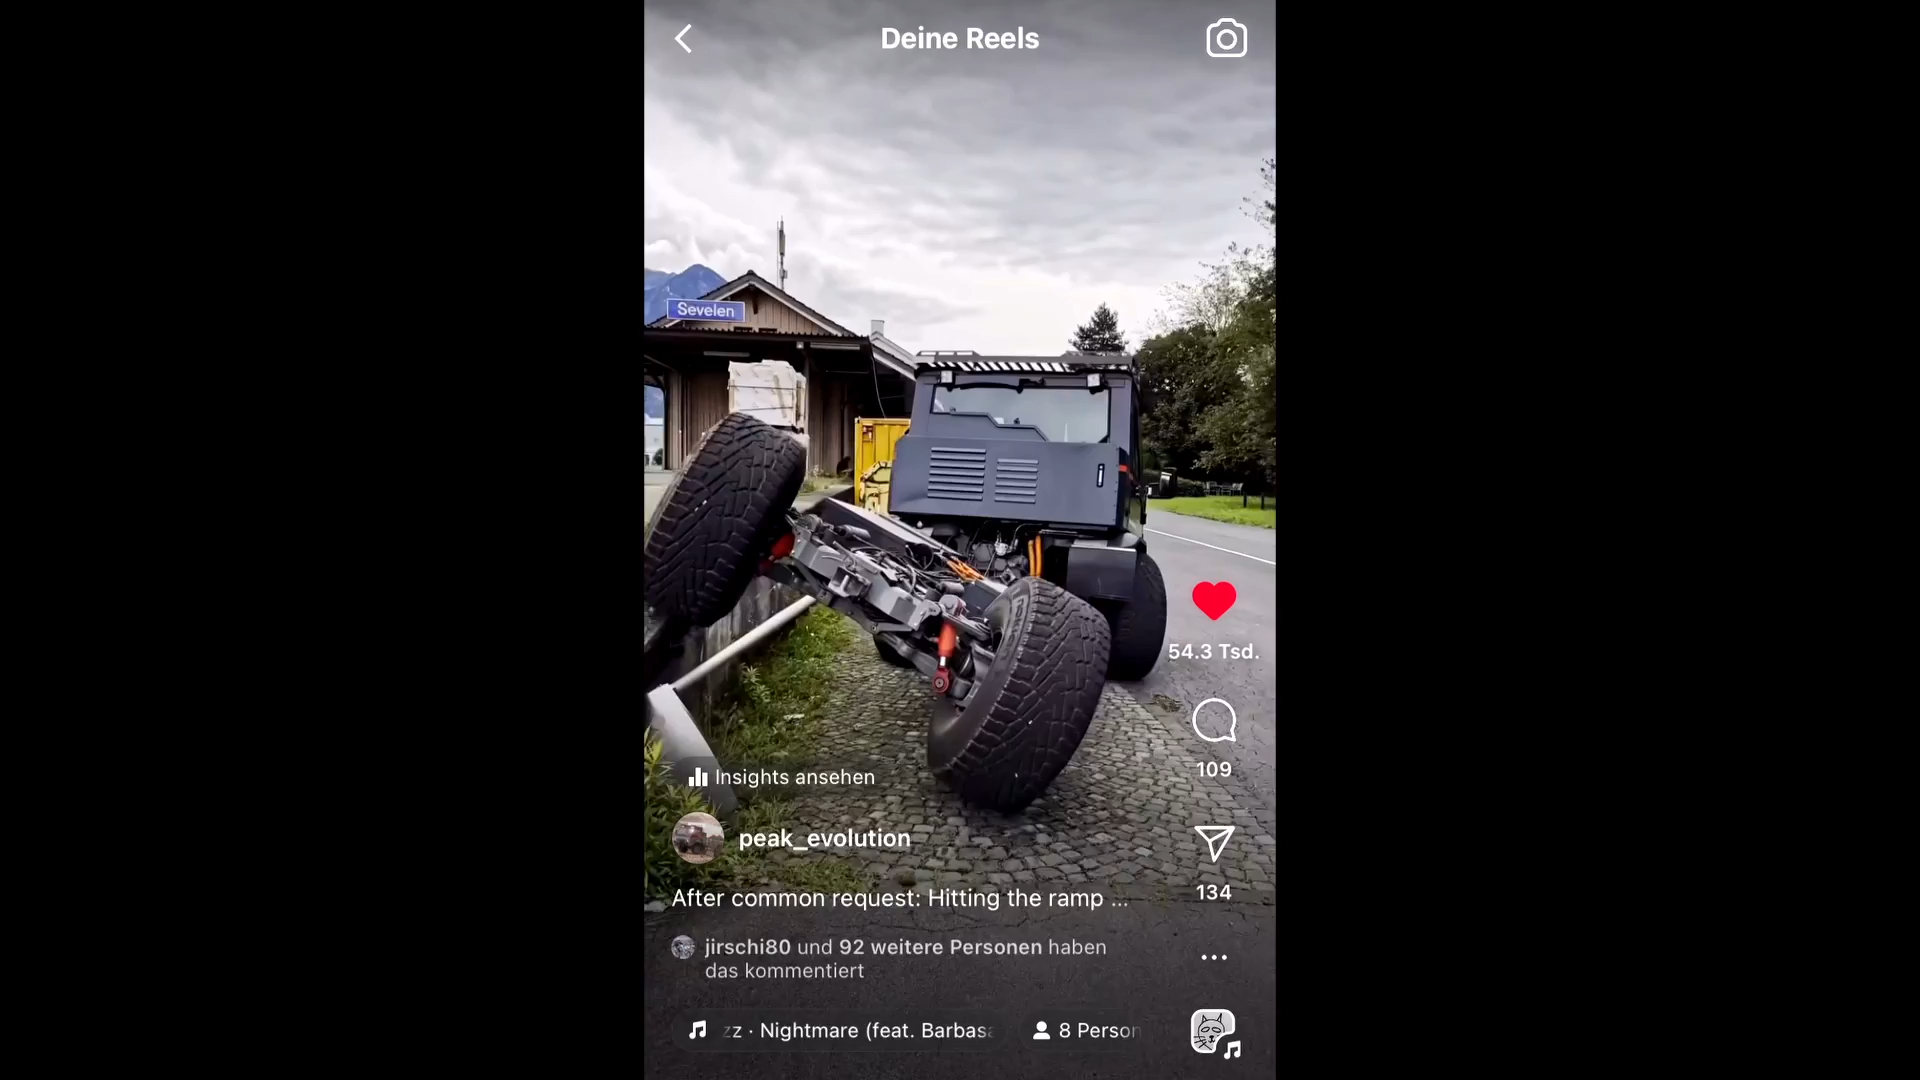 Deine Reels
Sevelen
54.3 Tsd.
109
Insights ansehen
peak_evolution
134
After common request: Hitting the ramp ...
jirschi80 und 92 weitere Personen haben
das kommentiert
zz · Nightmare (feat. Barbas
8 Person